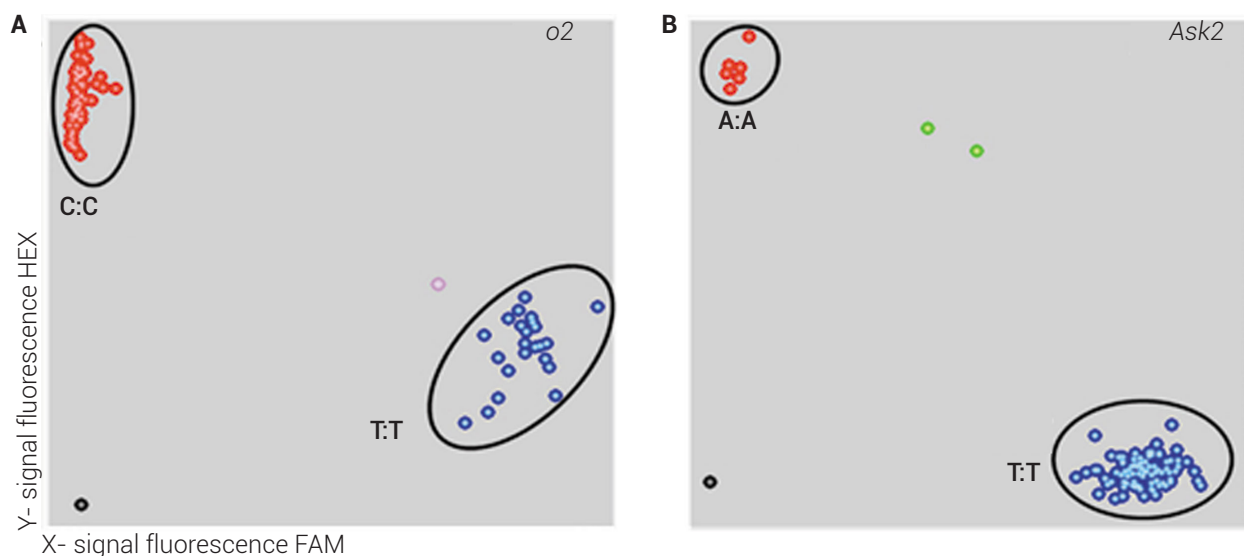 A
o2
C:C
T:T
Y- signal fluorescence HEX
X- signal fluorescence FAM
B
Ask2
A:A
T:T